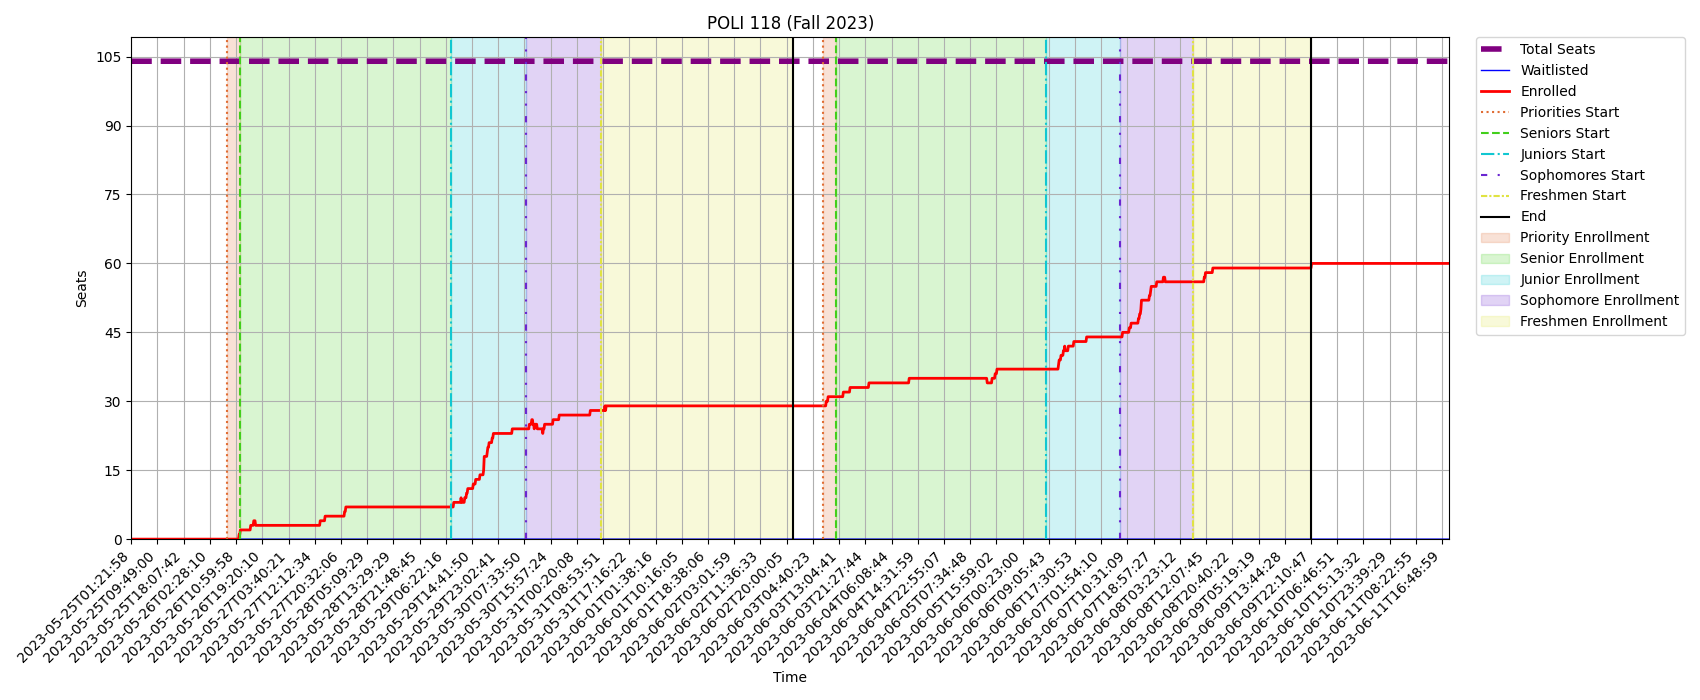 POLI 118 (Fall 2023)
105
90
75
60
45
30
15
0
Seats
2023-05-25T01:21:58
2023-05-25T09:49:00
2023-05-25T18:07:42
2023-05-26T02:28:10
2023-05-26T10:59:58
2023-05-26T19:20:10
2023-05-27T03:40:21
2023-05-27T12:12:34
2023-05-27T20:32:06
2023-05-28T05:09:29
2023-05-28T13:29:29
2023-05-28T21:48:45
2023-05-29T06:22:16
2023-05-29T14:41:50
2023-05-29T23:02:41
2023-05-30T07:33:50
2023-05-30T15:57:24
2023-05-31T00:20:08
2023-05-31T08:53:51
2023-05-31T17:16:22
2023-06-01T01:38:16
2023-06-01T10:16:05
2023-06-01T18:38:06
2023-06-02T03:01:59
2023-06-02T11:36:33
2023-06-02T20:00:05
2023-06-03T04:40:23
2023-06-03T13:04:41
2023-06-03T21:27:44
2023-06-04T06:08:44
2023-06-04T14:31:59
2023-06-04T22:55:07
2023-06-05T07:34:48
2023-06-05T15:59:02
2023-06-06T00:23:00
2023-06-06T09:05:43
2023-06-06T17:30:53
2023-06-07T01:54:10
2023-06-07T10:31:09
2023-06-07T18:57:27
2023-06-08T03:23:12
2023-06-08T12:07:45
2023-06-08T20:40:22
2023-06-09T05:19:19
2023-06-09T13:44:28
2023-06-09T22:10:47
2023-06-10T06:46:51
2023-06-10T15:13:32
2023-06-10T23:39:29
2023-06-11T08:22:55
2023-06-11T16:48:59
Time
Total Seats
Waitlisted
Enrolled
Priorities Start
Seniors Start
Juniors Start
Sophomores Start
Freshmen Start
End
Priority Enrollment
Senior Enrollment
Junior Enrollment
Sophomore Enrollment
Freshmen Enrollment